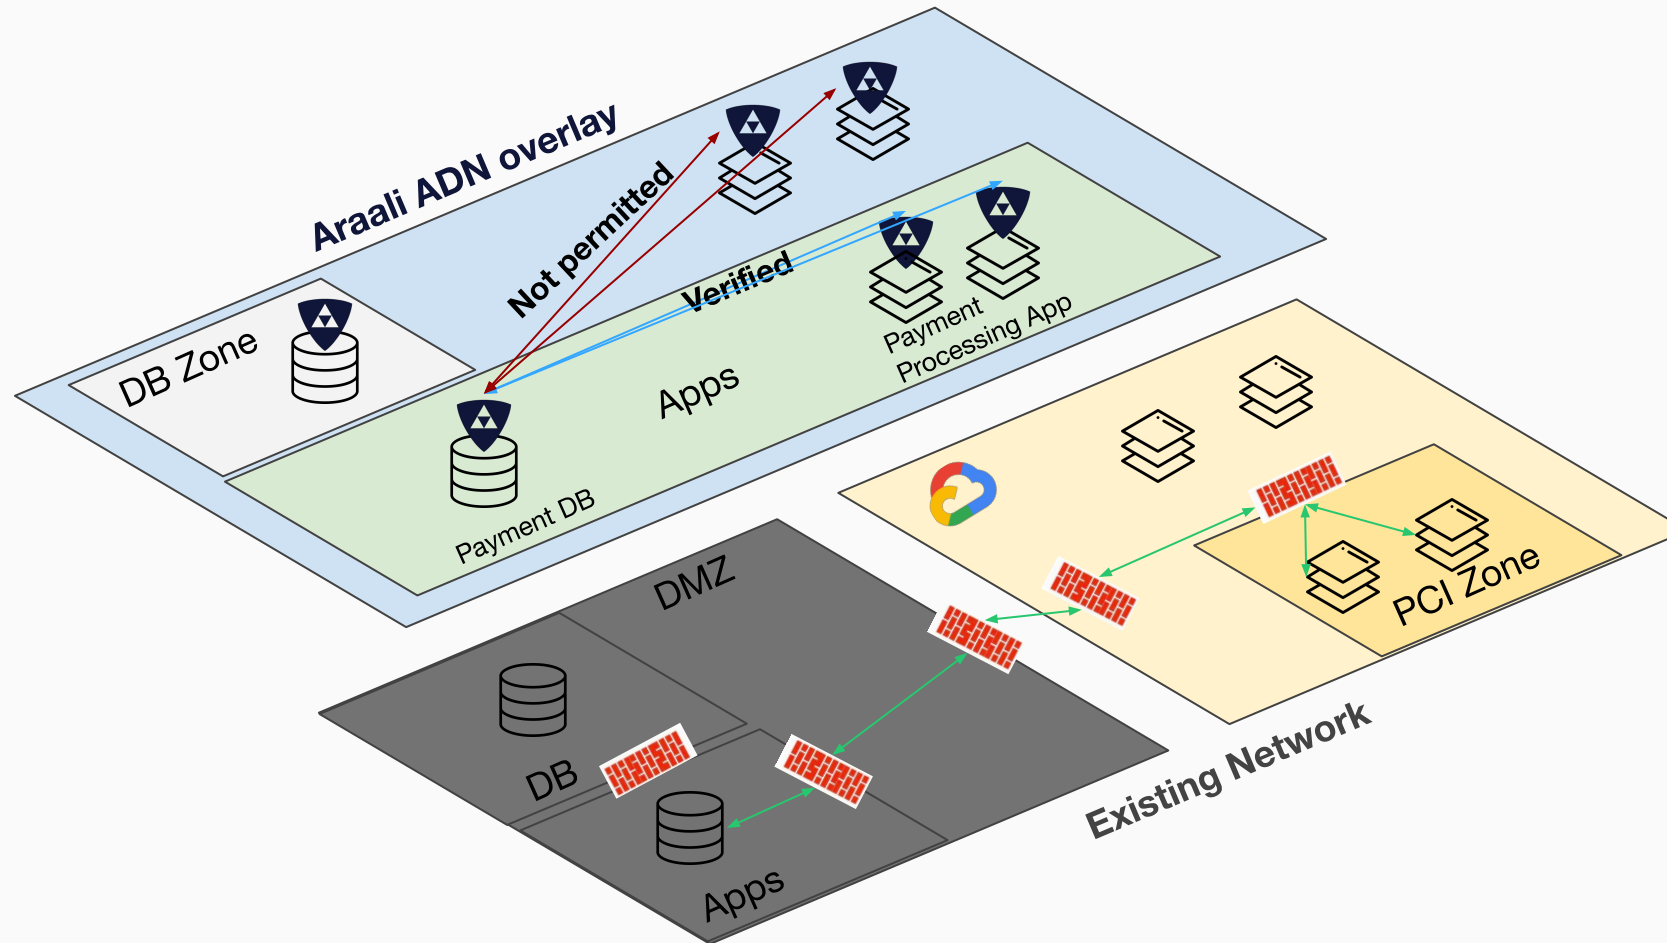 Araali ADN overlay
Not permitted
Verified
DB Zone
Payment
Processing App
Apps
Payment DB
DMZ
PCI Zone
DB
Existing Network
Apps